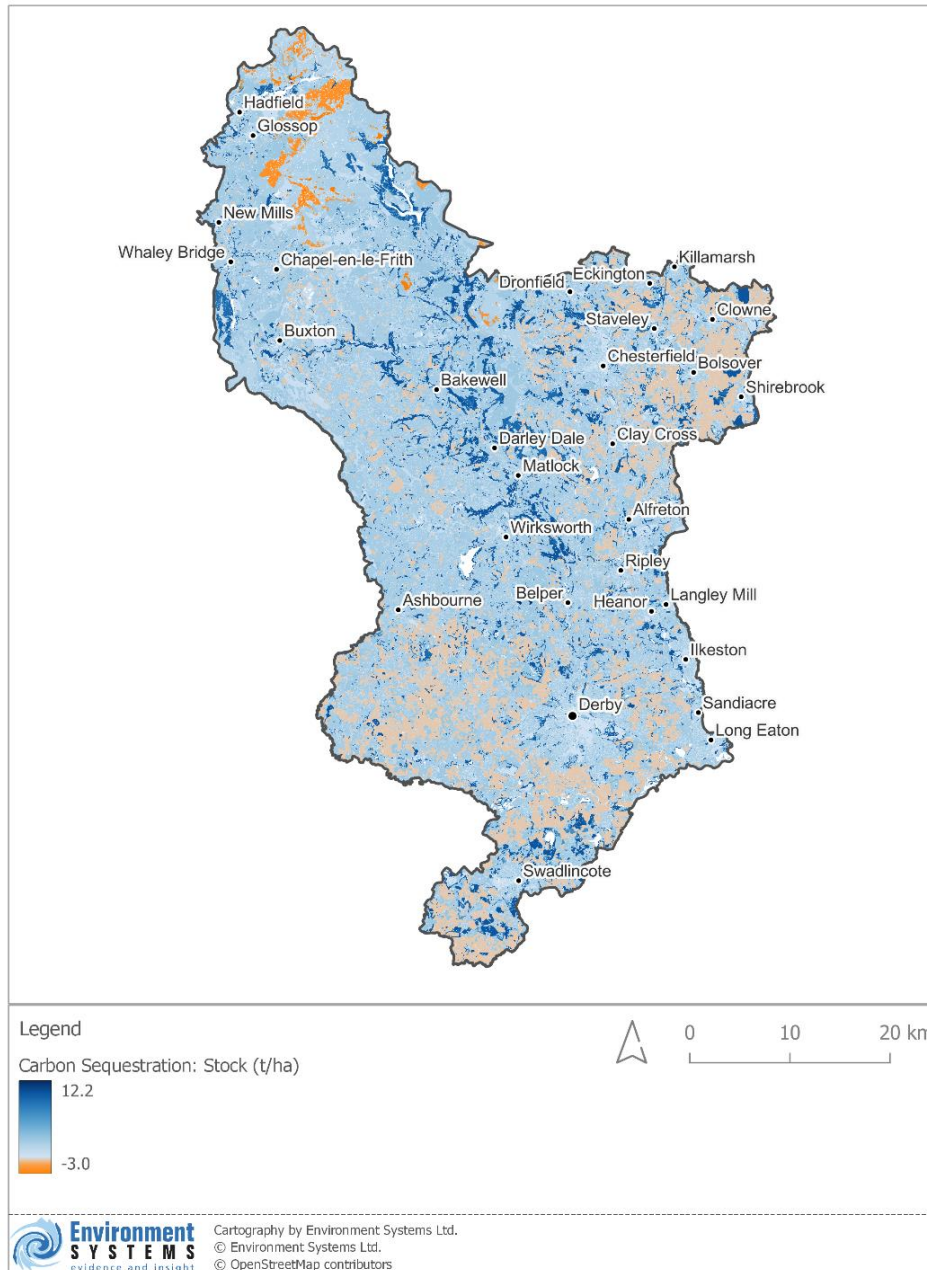 Hadfield
Glossop
New Mills
Whaley Bridge
Chapel-en-le-Frith
Killamarsh
Eckington
Dronfield
Clowne
Staveley
Buxton
Chesterfield
Bolsover
Bakewell
Shirebrook
Darley Dale
Clay Cross
Matlock
Alfreton
Wirksworth
Ripley
Ashbourne
Belper
Heanor
Langley Mill
Ilkeston
Derby
Sandiacre
Long Eaton
Swadlincote
Legend
0 10 20 km
Carbon Sequestration: Stock (t/ha)
12.2
-3.0
Environment
SYSTEMS
evidence and insight
Cartography by Environment Systems Ltd.
© Environment Systems Ltd.
© OpenStreetMap contributors